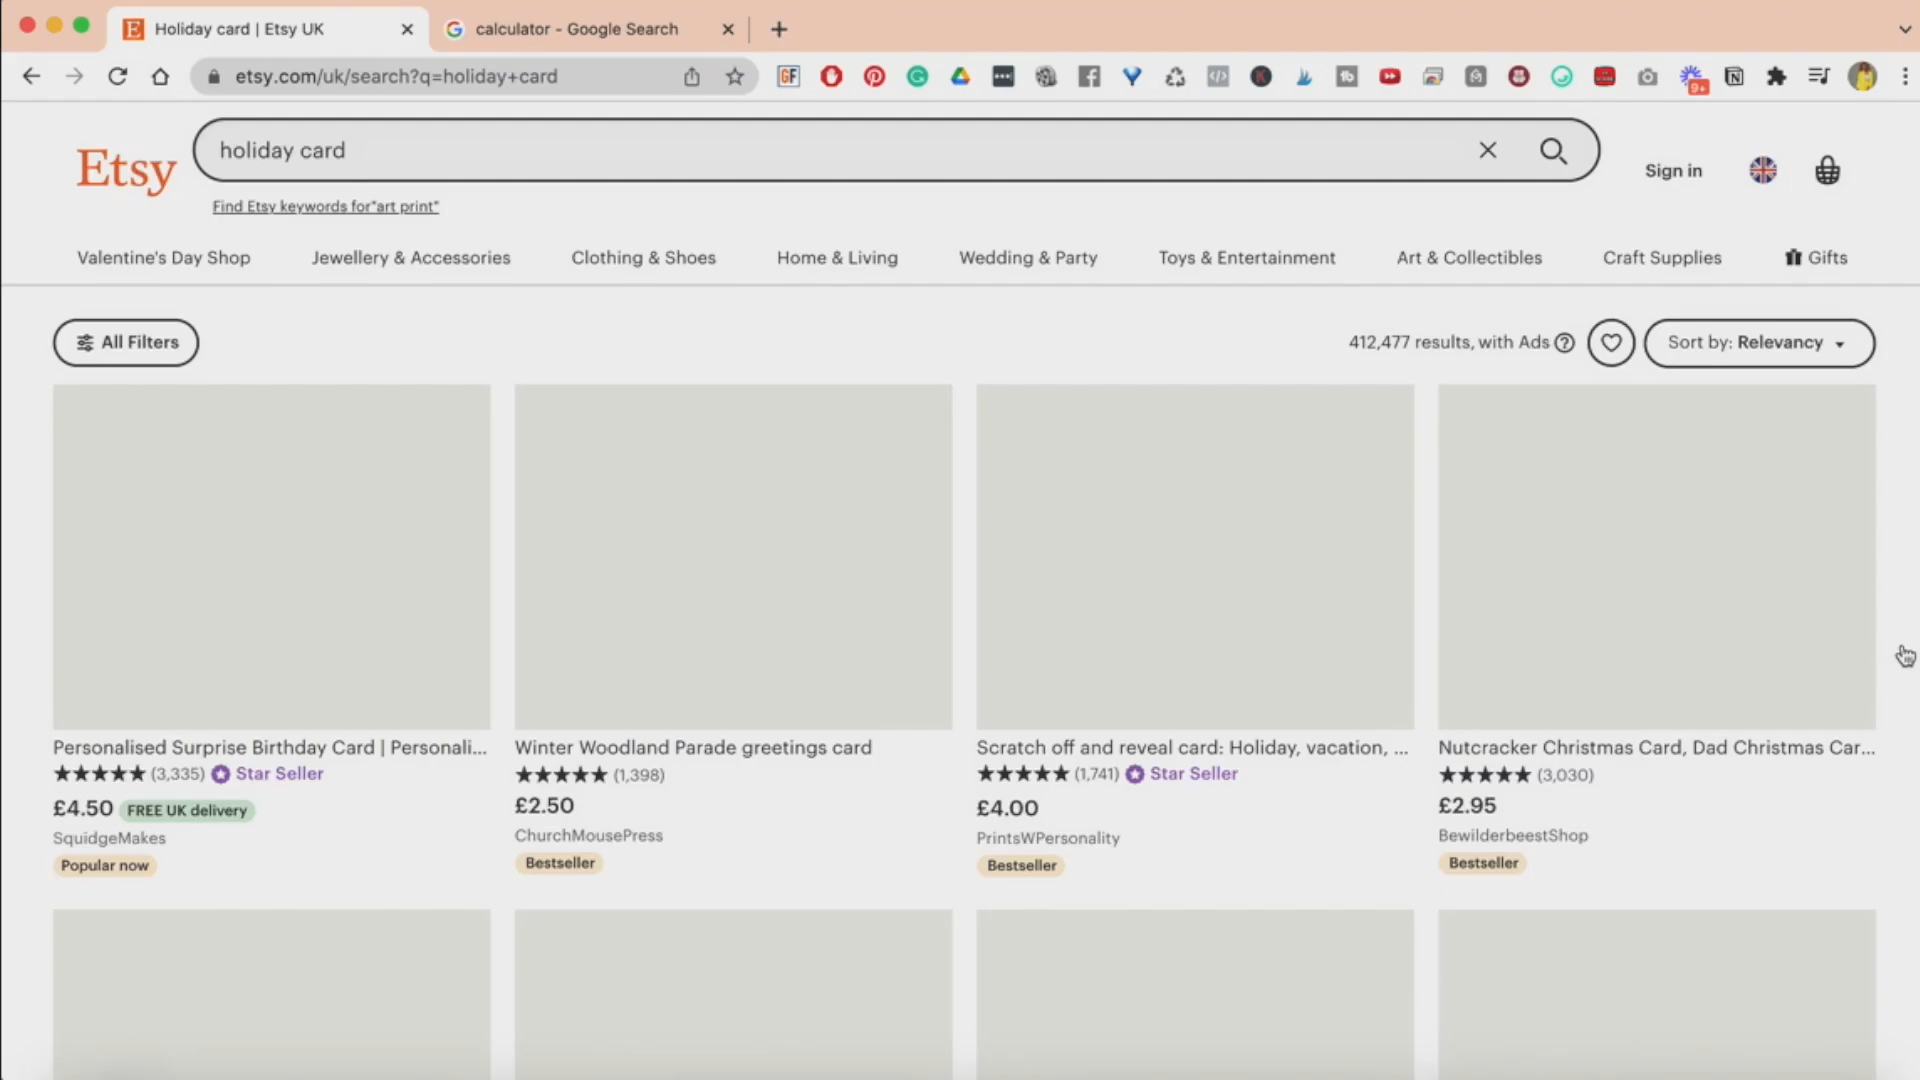 Holiday card | Etsy UK
calculator - Google Search
etsy.com/uk/search?q=holiday+card
GF
9+
Etsy
holiday card
Sign in
Find Etsy keywords for"art print"
Valentine's Day Shop
Jewellery & Accessories
Clothing & Shoes
Home & Living
Wedding & Party
Toys & Entertainment
Art & Collectibles
Craft Supplies
Gifts
All Filters
412,477 results, with Ads
Sort by: Relevancy
Personalised Surprise Birthday Card | Personali...
★★★★★ (3,335) Star Seller
£4.50 FREE UK delivery
SquidgeMakes
Popular now
Winter Woodland Parade greetings card
★★★★★ (1,398)
£2.50
ChurchMousePress
Bestseller
Scratch off and reveal card: Holiday, vacation, ...
★★★★★ (1,741) Star Seller
£4.00
PrintsWPersonality
Bestseller
Nutcracker Christmas Card, Dad Christmas Car...
★★★★★ (3,030)
£2.95
BewilderbeestShop
Bestseller